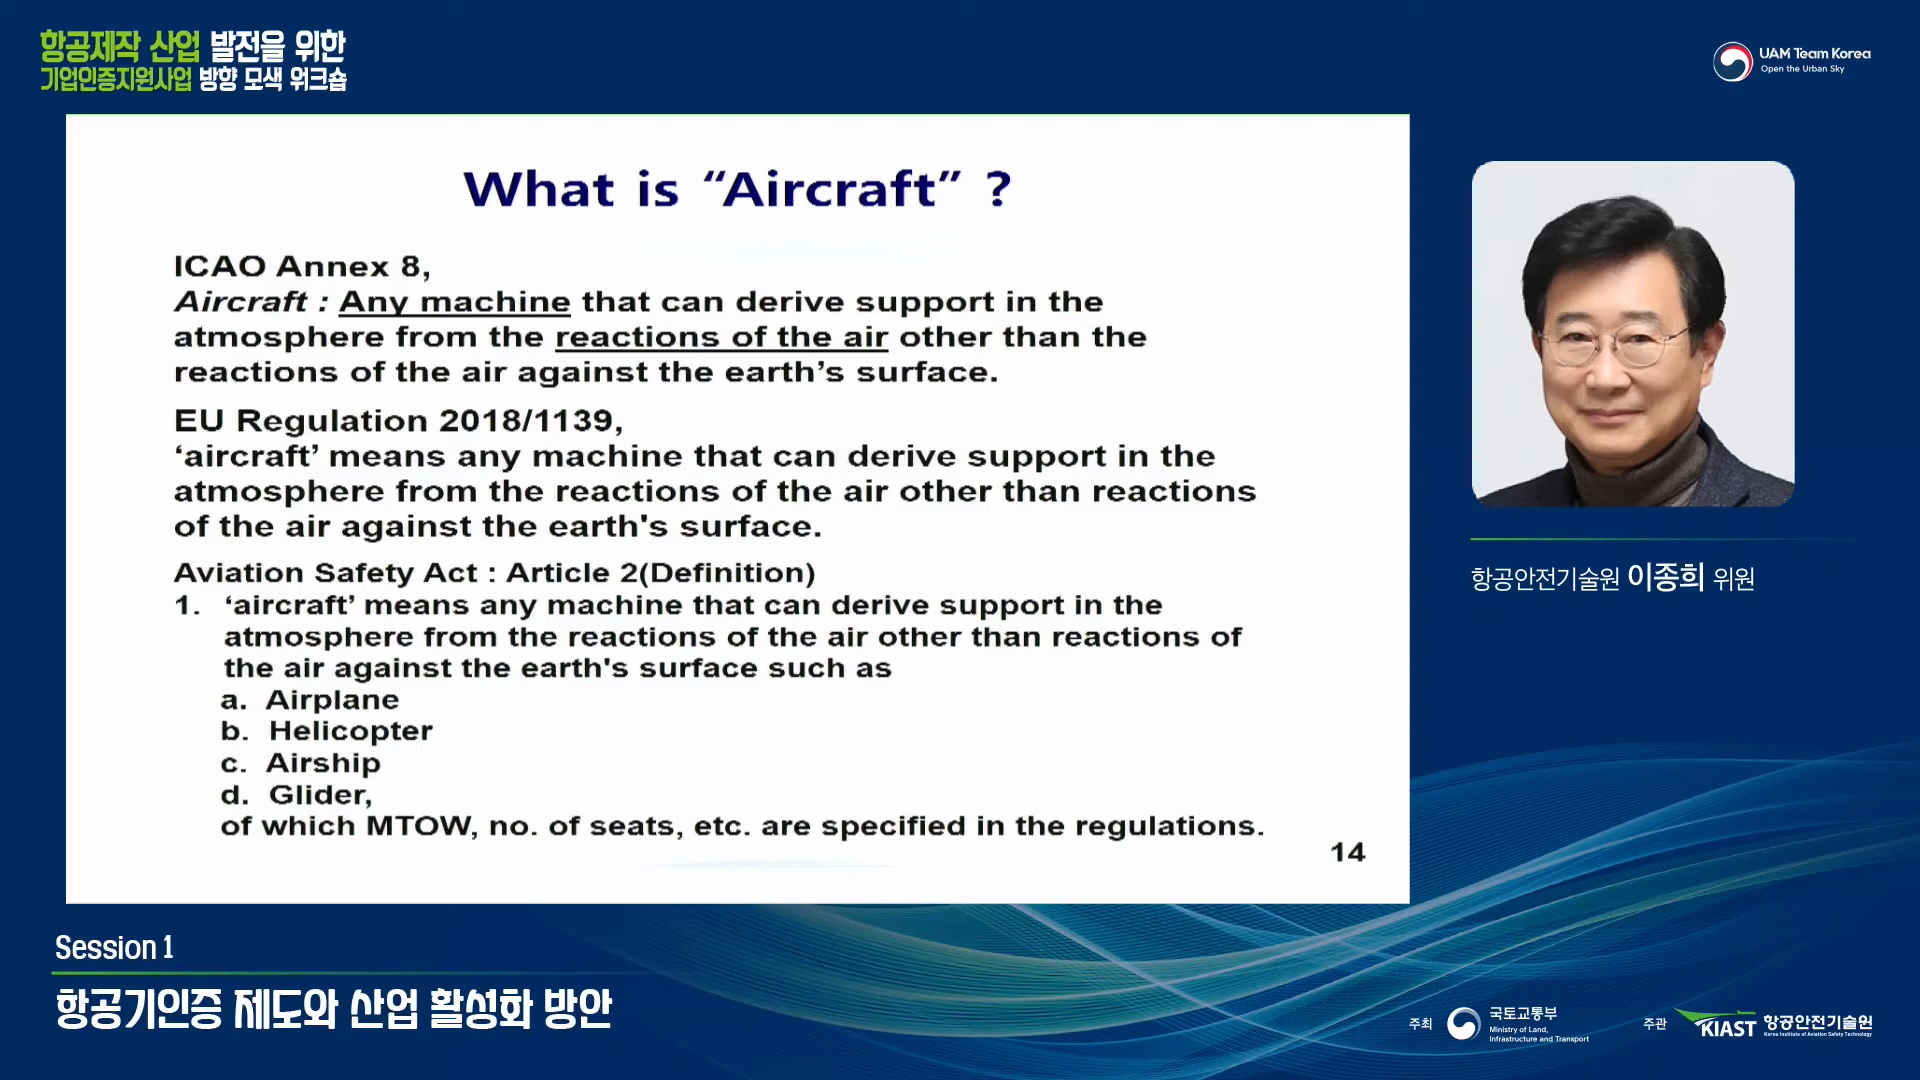 항공제작 산업 발전을 위한
기업인증지원사업 방향 모색 워크숍
UAM Team Korea
Open the Urban Sky
What is “Aircraft” ?
ICAO Annex 8,
Aircraft : Any machine that can derive support in the
atmosphere from the reactions of the air other than the
reactions of the air against the earth’s surface.
EU Regulation 2018/1139,
‘aircraft’ means any machine that can derive support in the
atmosphere from the reactions of the air other than reactions
of the air against the earth's surface.
Aviation Safety Act : Article 2(Definition)
1. ‘aircraft’ means any machine that can derive support in the
atmosphere from the reactions of the air other than reactions of
the air against the earth's surface such as
a. Airplane
b. Helicopter
c. Airship
d. Glider,
of which MTOW, no. of seats, etc. are specified in the regulations.
14
항공안전기술원 이종희 위원
Session 1
항공기인증 제도와 산업 활성화 방안
주최 국토교통부
Ministry of Land,
Infrastructure and Transport
주관 KIAST 항공안전기술원
Korea Institute of Aviation Safety Technology